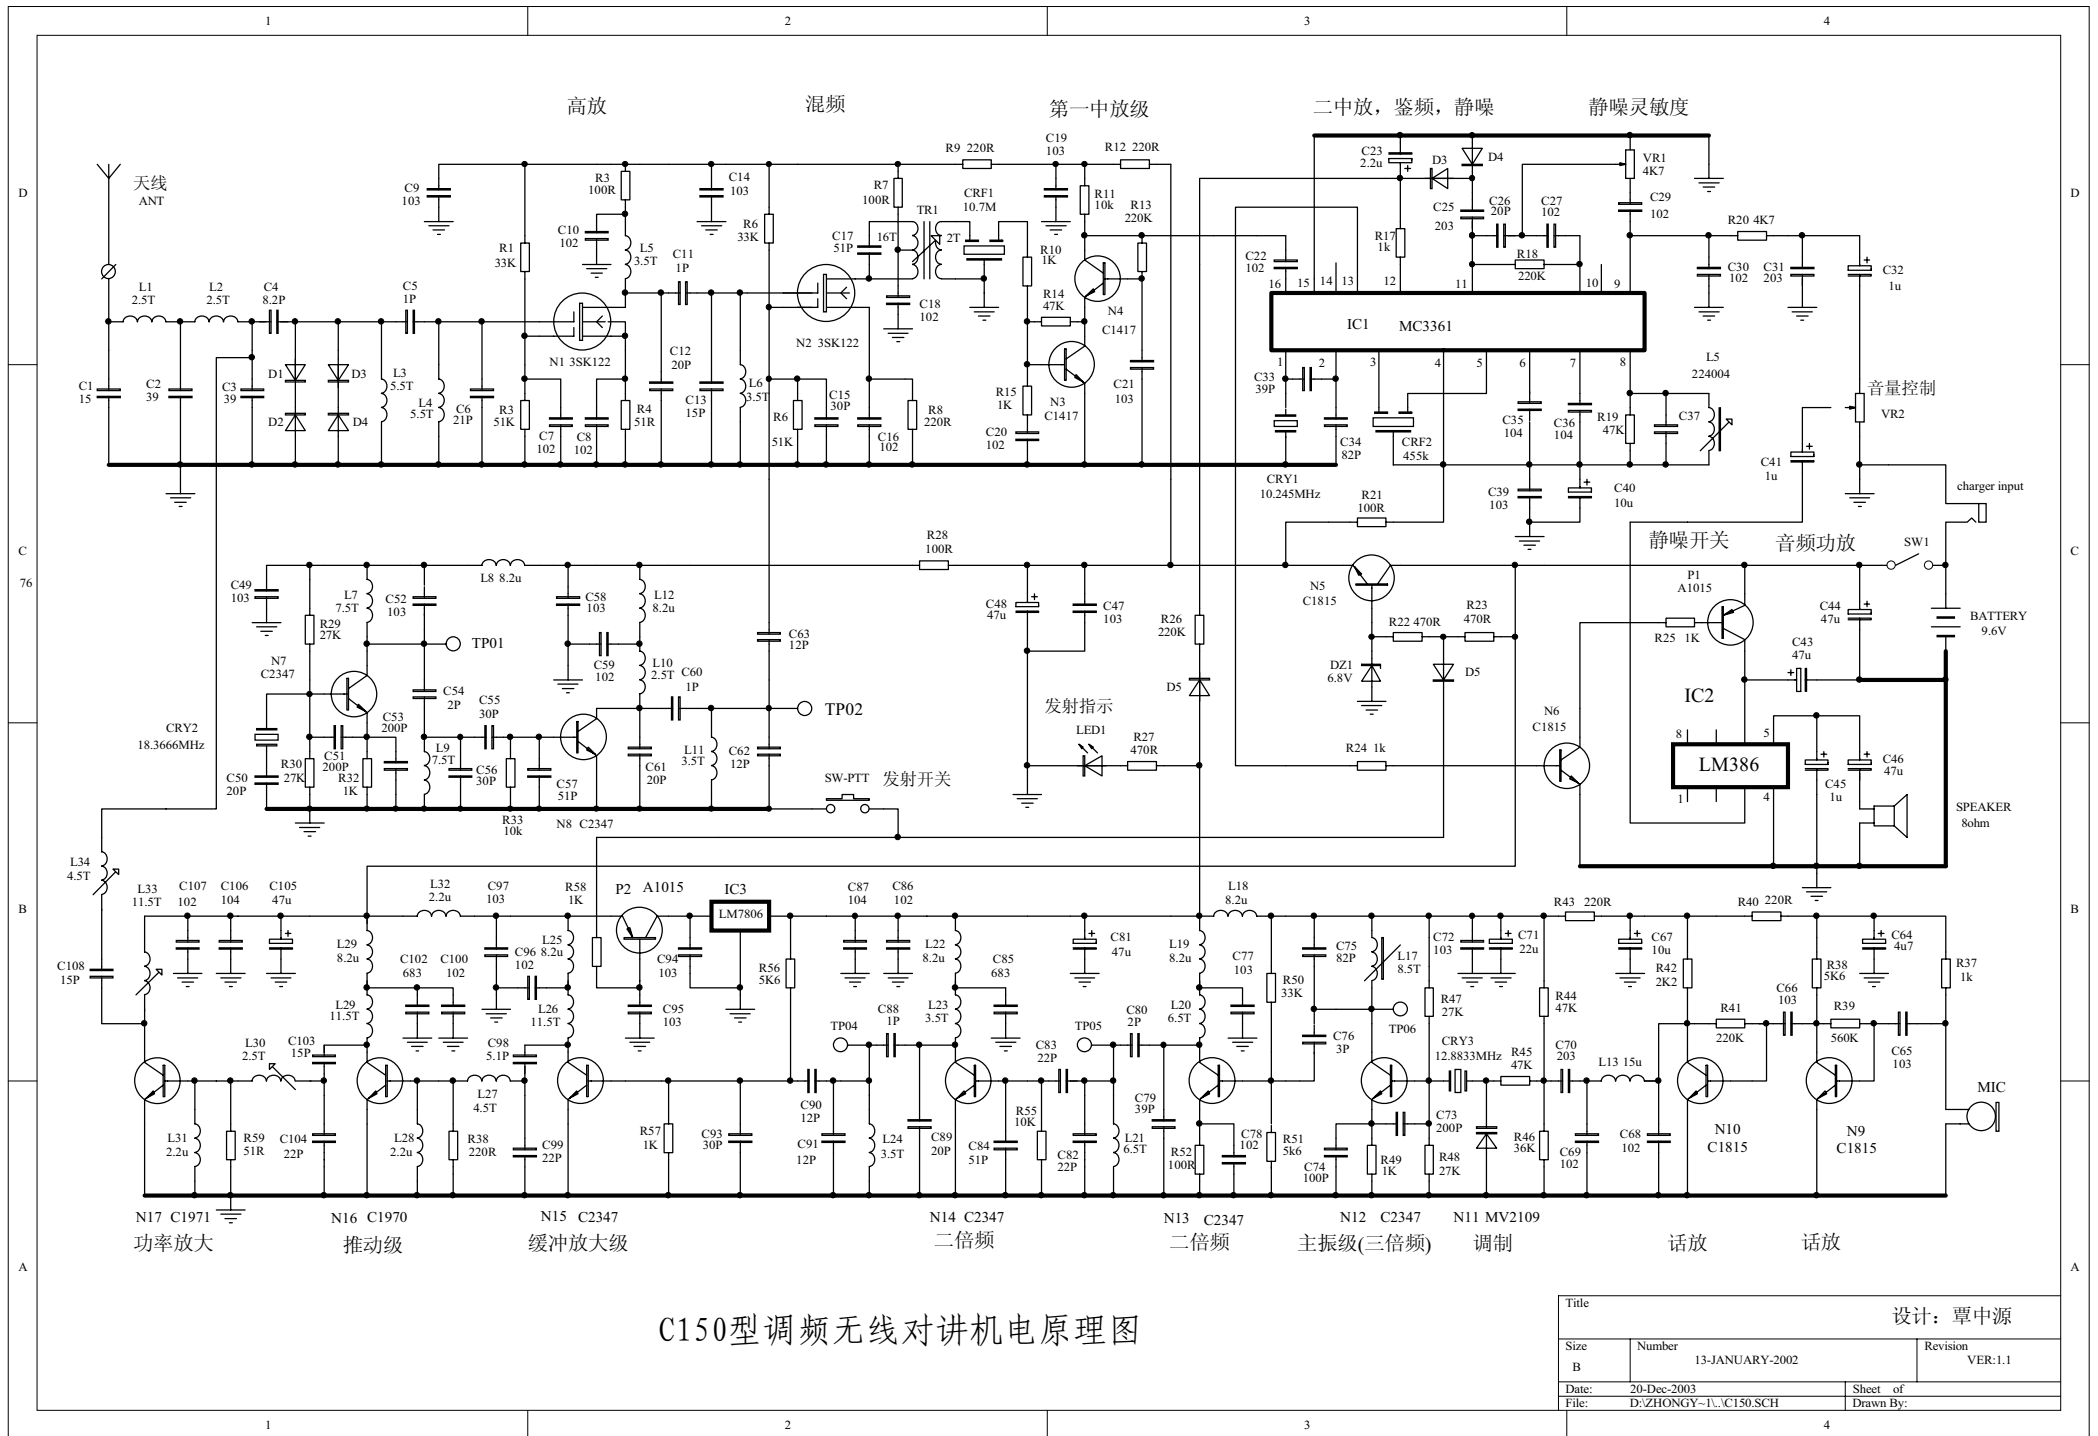 1 2 3 4
D
C
76
B
A
高放
混频
第一中放级
二中放，鉴频，静噪
静噪灵敏度
天线
ANT
C9
103
R3
100R
C14
103
R9 220R
C19
103
R12 220R
C23
2.2u
D3
D4
VR1
4K7
R7
100R
CRF1
10.7M
R11
10k
R13
220K
C10
102
L5
3.5T
R1
33K
R6
33K
C11
1P
C17
51P
16T
TR1
2T
R10
1K
R14
47K
N4
C1417
C22
102
R17
1k
C25
203
C26
20P
C27
102
R18
220K
C29
102
R20 4K7
C30
102
C31
203
C32
1u
16 15 14 13 12 11 10 9
IC1 MC3361
1 2 3 4 5 6 7 8
L1
2.5T
L2
2.5T
C4
8.2P
C5
1P
N1 3SK122
N2 3SK122
C18
102
C12
20P
C1
15
C2
39
C3
39
D1
D2
D3
D4
L3
5.5T
L4
5.5T
C6
21P
R3
51K
C7
102
C8
102
R4
51R
C13
15P
L6
3.5T
R6
51K
C15
30P
C16
102
R8
220R
R15
1K
C20
102
N3
C1417
C21
103
C33
39P
CRY1
10.245MHz
C34
82P
CRF2
455k
C35
104
C36
104
R19
47K
C37
L5
224004
音量控制
VR2
C41
1u
R21
100R
C39
103
C40
10u
charger input
静噪开关
音频功放
SW1
R28
100R
C49
103
R29
27K
L7
7.5T
C52
103
L8 8.2u
C58
103
L12
8.2u
TP01
C59
102
L10
2.5T
C60
1P
C63
12P
TP02
N7
C2347
C54
2P
C55
30P
C53
200P
C51
200P
CRY2
18.3666MHz
C50
20P
R30
27K
R32
1K
L9
7.5T
C56
30P
R33
10k
C57
51P
N8 C2347
C61
20P
L11
3.5T
C62
12P
C48
47u
C47
103
R26
220K
D5
发射指示
LED1
R27
470R
SW-PTT 发射开关
N5
C1815
R22 470R
R23
470R
DZ1
6.8V
D5
R24 1k
N6
C1815
P1
A1015
R25 1K
C44
47u
C43
47u
BATTERY
9.6V
IC2
LM386
8 5
1 4
C45
1u
C46
47u
SPEAKER
8ohm
L34
4.5T
L33
11.5T
C107
102
C106
104
C105
47u
L32
2.2u
C97
103
R58
1K
P2 A1015
IC3
LM7806
C87
104
C86
102
L18
8.2u
R43 220R
R40 220R
C108
15P
L29
8.2u
C102
683
C100
102
C96
102
L25
8.2u
C94
103
R56
5K6
L22
8.2u
C85
683
C81
47u
L19
8.2u
C77
103
C75
82P
L17
8.5T
C72
103
C71
22u
C67
10u
C64
4u7
R37
1k
L29
11.5T
L26
11.5T
C95
103
L23
3.5T
L20
6.5T
R50
33K
R47
27K
R44
47K
R42
2K2
R38
5K6
L30
2.5T
C103
15P
C98
5.1P
TP04
C88
1P
C83
22P
TP05
C80
2P
C76
3P
TP06
CRY3
12.8833MHz
R45
47K
C70
203
L13 15u
R41
220K
C66
103
R39
560K
C65
103
MIC
L31
2.2u
R59
51R
C104
22P
L28
2.2u
R38
220R
L27
4.5T
C99
22P
R57
1K
C93
30P
C90
12P
C91
12P
L24
3.5T
C89
20P
C84
51P
R55
10K
C82
22P
L21
6.5T
C79
39P
R52
100R
C78
102
R51
5k6
C74
100P
R49
1K
C73
200P
R48
27K
R46
36K
C69
102
C68
102
N10
C1815
N9
C1815
N17 C1971
功率放大
N16 C1970
推动级
N15 C2347
缓冲放大级
N14 C2347
二倍频
N13 C2347
二倍频
N12 C2347
主振级(三倍频)
N11 MV2109
调制
话放
话放
C150型调频无线对讲机电原理图
Title
设计：覃中源
Size
B
Number
13-JANUARY-2002
Revision
VER:1.1
Date: 20-Dec-2003
Sheet of
File: D:\ZHONGY~1\..\C150.SCH
Drawn By:
1 2 3 4
D
C
B
A